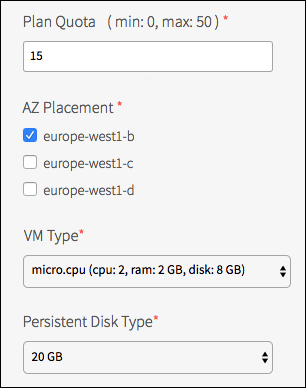 Plan Quota ( min: 0, max: 50 ) *
15
AZ Placement *
europe-west1-b
europe-west1-c
europe-west1-d
VM Type*
micro.cpu (cpu: 2, ram: 2 GB, disk: 8 GB)
Persistent Disk Type*
20 GB